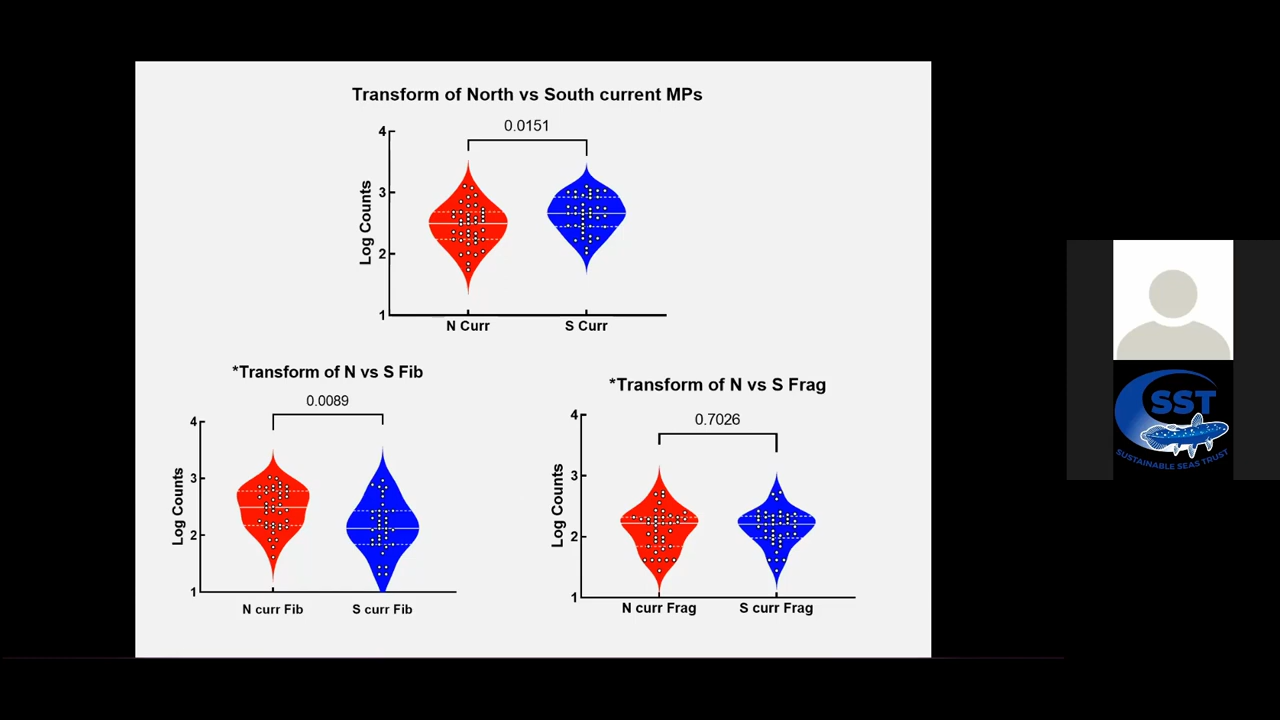 Transform of North vs South current MPs
0.0151
4
3
2
1
Log Counts
N Curr
S Curr
*Transform of N vs S Fib
0.0089
4
3
2
1
Log Counts
N curr Fib
S curr Fib
*Transform of N vs S Frag
0.7026
4
3
2
1
Log Counts
N curr Frag
S curr Frag
SST
SUSTAINABLE SEAS TRUST